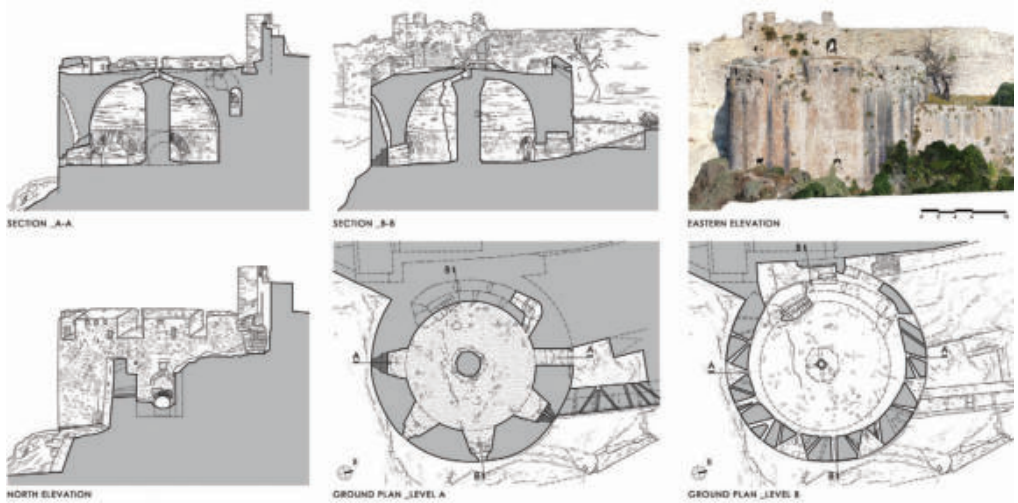 SECTION _A-A
SECTION _B-B
EASTERN ELEVATION
B
A
A
B
B
A
A
B
NORTH ELEVATION
GROUND PLAN _LEVEL A
GROUND PLAN _LEVEL B